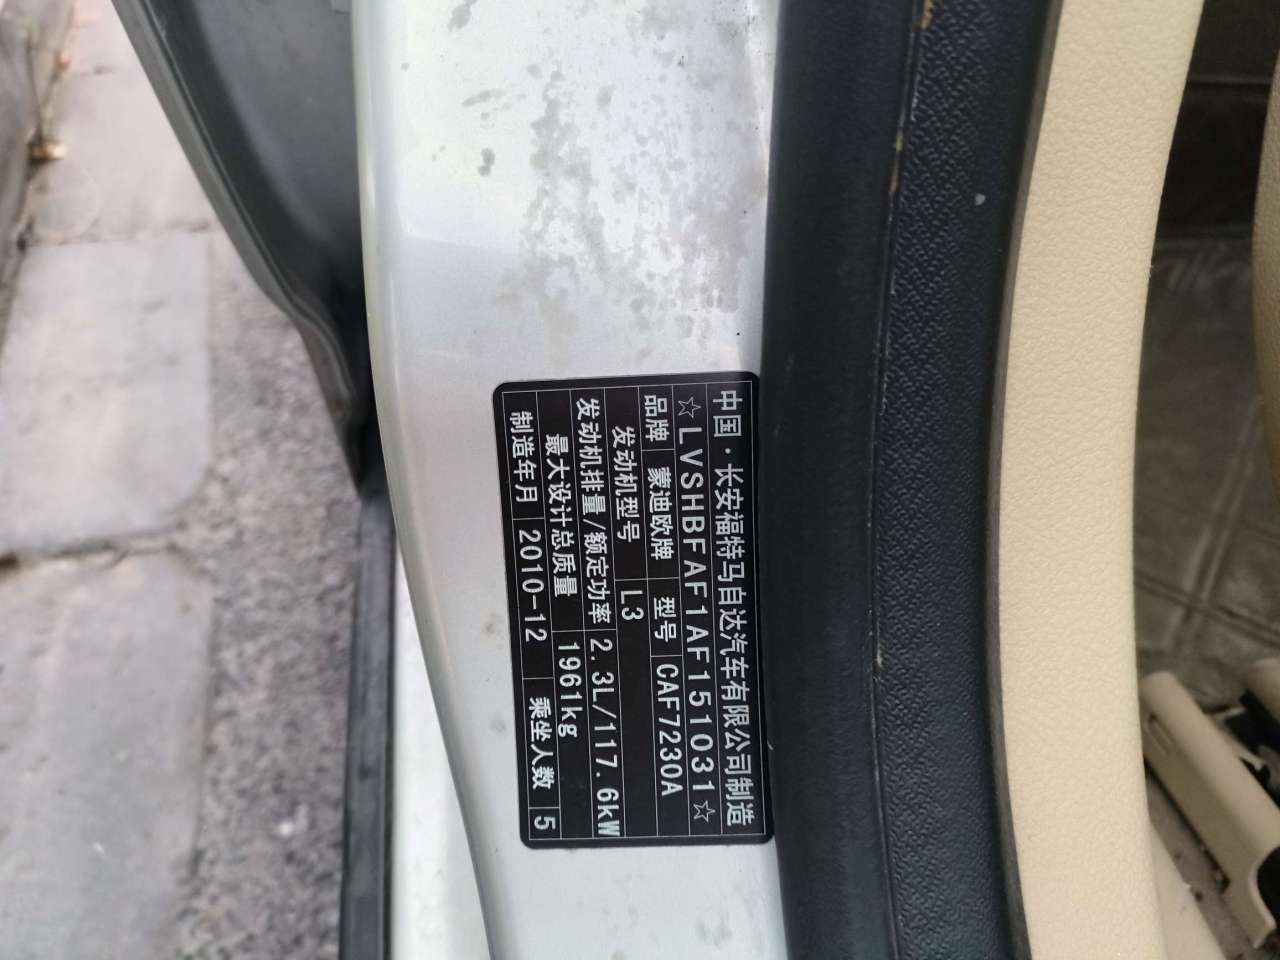 中国·长安福特马自达汽车有限公司制造
☆LVSHBFAF1AF151031☆
品牌 蒙迪欧牌 型号 CAF7230A
发动机型号 L3
发动机排量/额定功率 2.3L/117.6kW
最大设计总质量 1961kg
制造年月 2010-12 乘坐人数 5